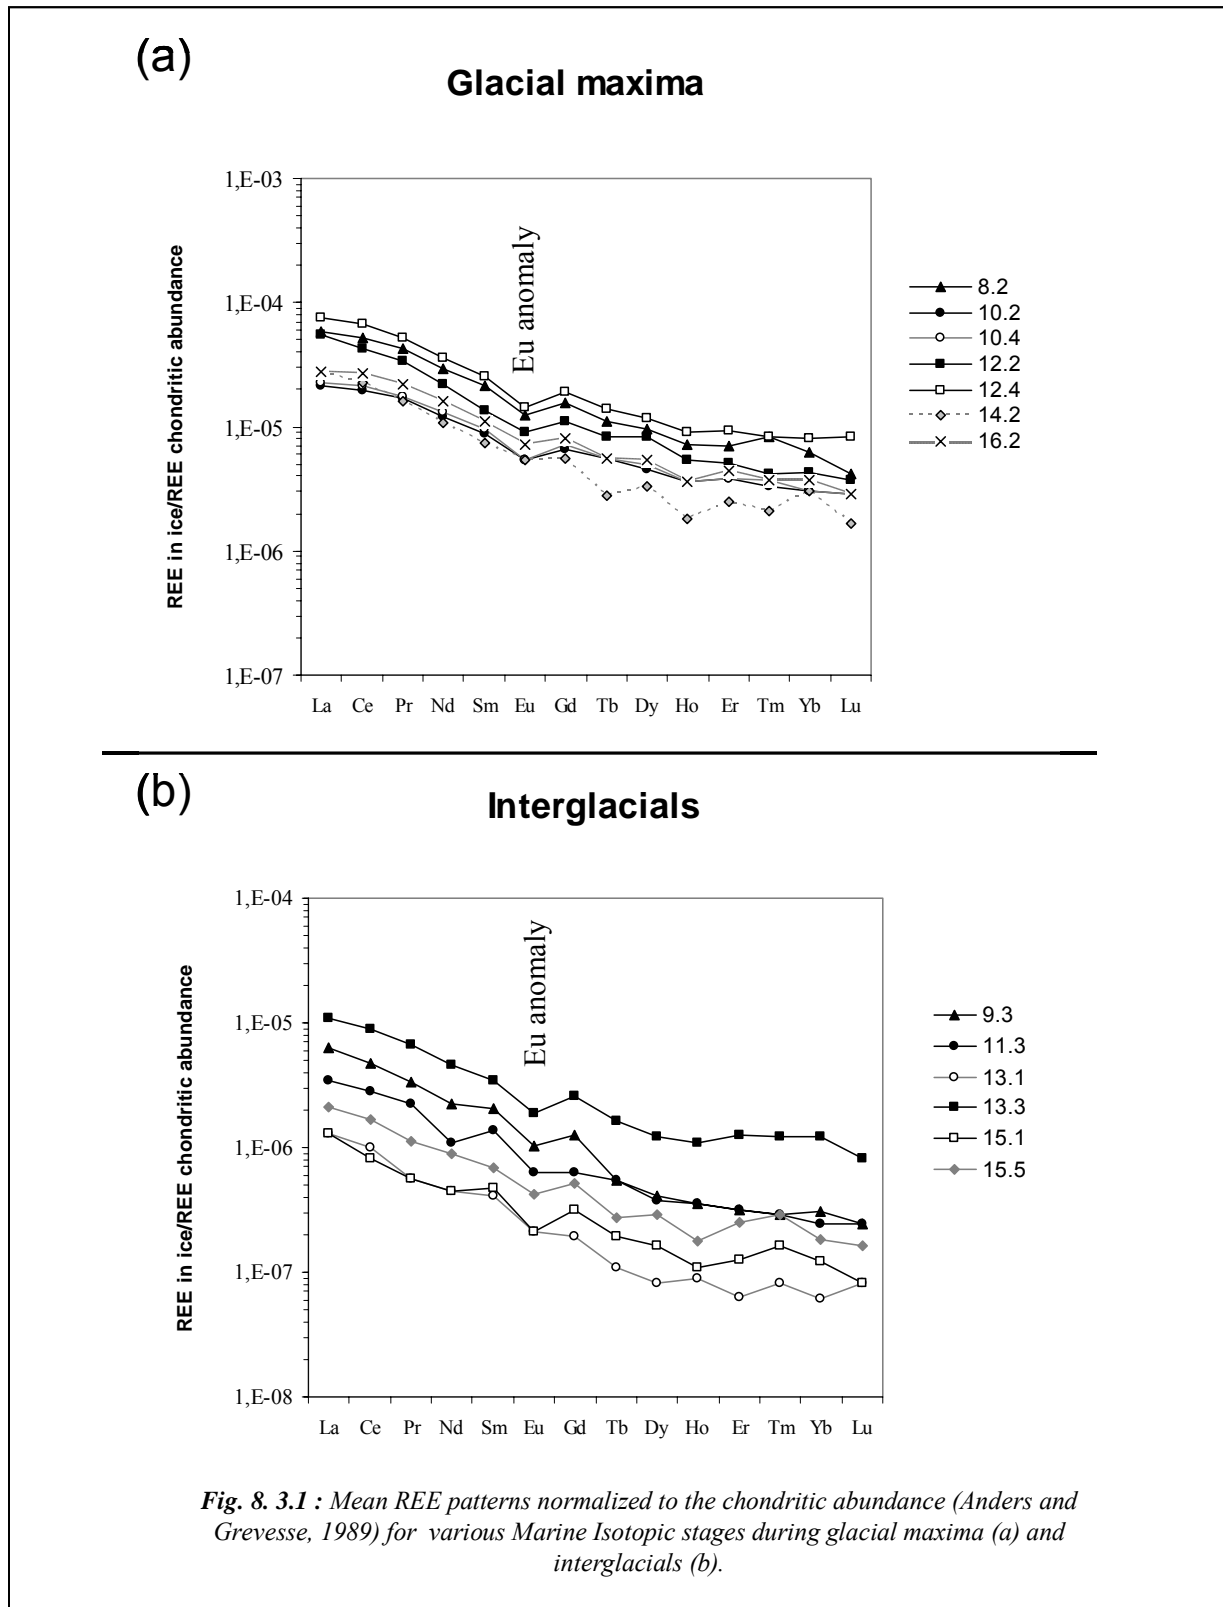 (a)
Glacial maxima
REE in ice/REE chondritic abundance
1,E-03
1,E-04
1,E-05
1,E-06
1,E-07
Eu anomaly
La Ce Pr Nd Sm Eu Gd Tb Dy Ho Er Tm Yb Lu
8.2
10.2
10.4
12.2
12.4
14.2
16.2
(b)
Interglacials
REE in ice/REE chondritic abundance
1,E-04
1,E-05
1,E-06
1,E-07
1,E-08
Eu anomaly
La Ce Pr Nd Sm Eu Gd Tb Dy Ho Er Tm Yb Lu
9.3
11.3
13.1
13.3
15.1
15.5
Fig. 8. 3.1 : Mean REE patterns normalized to the chondritic abundance (Anders and
Grevesse, 1989) for various Marine Isotopic stages during glacial maxima (a) and
interglacials (b).